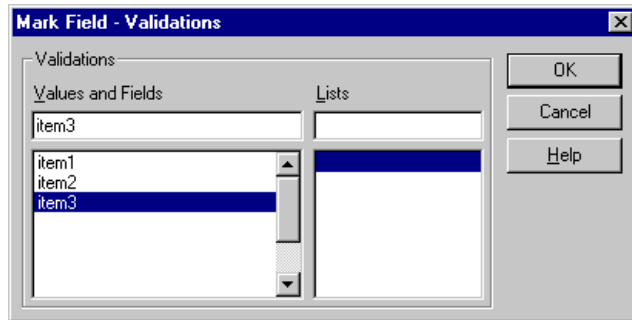 Mark Field - Validations
Validations
Values and Fields
Lists
item3
item1
item2
item3
OK
Cancel
Help